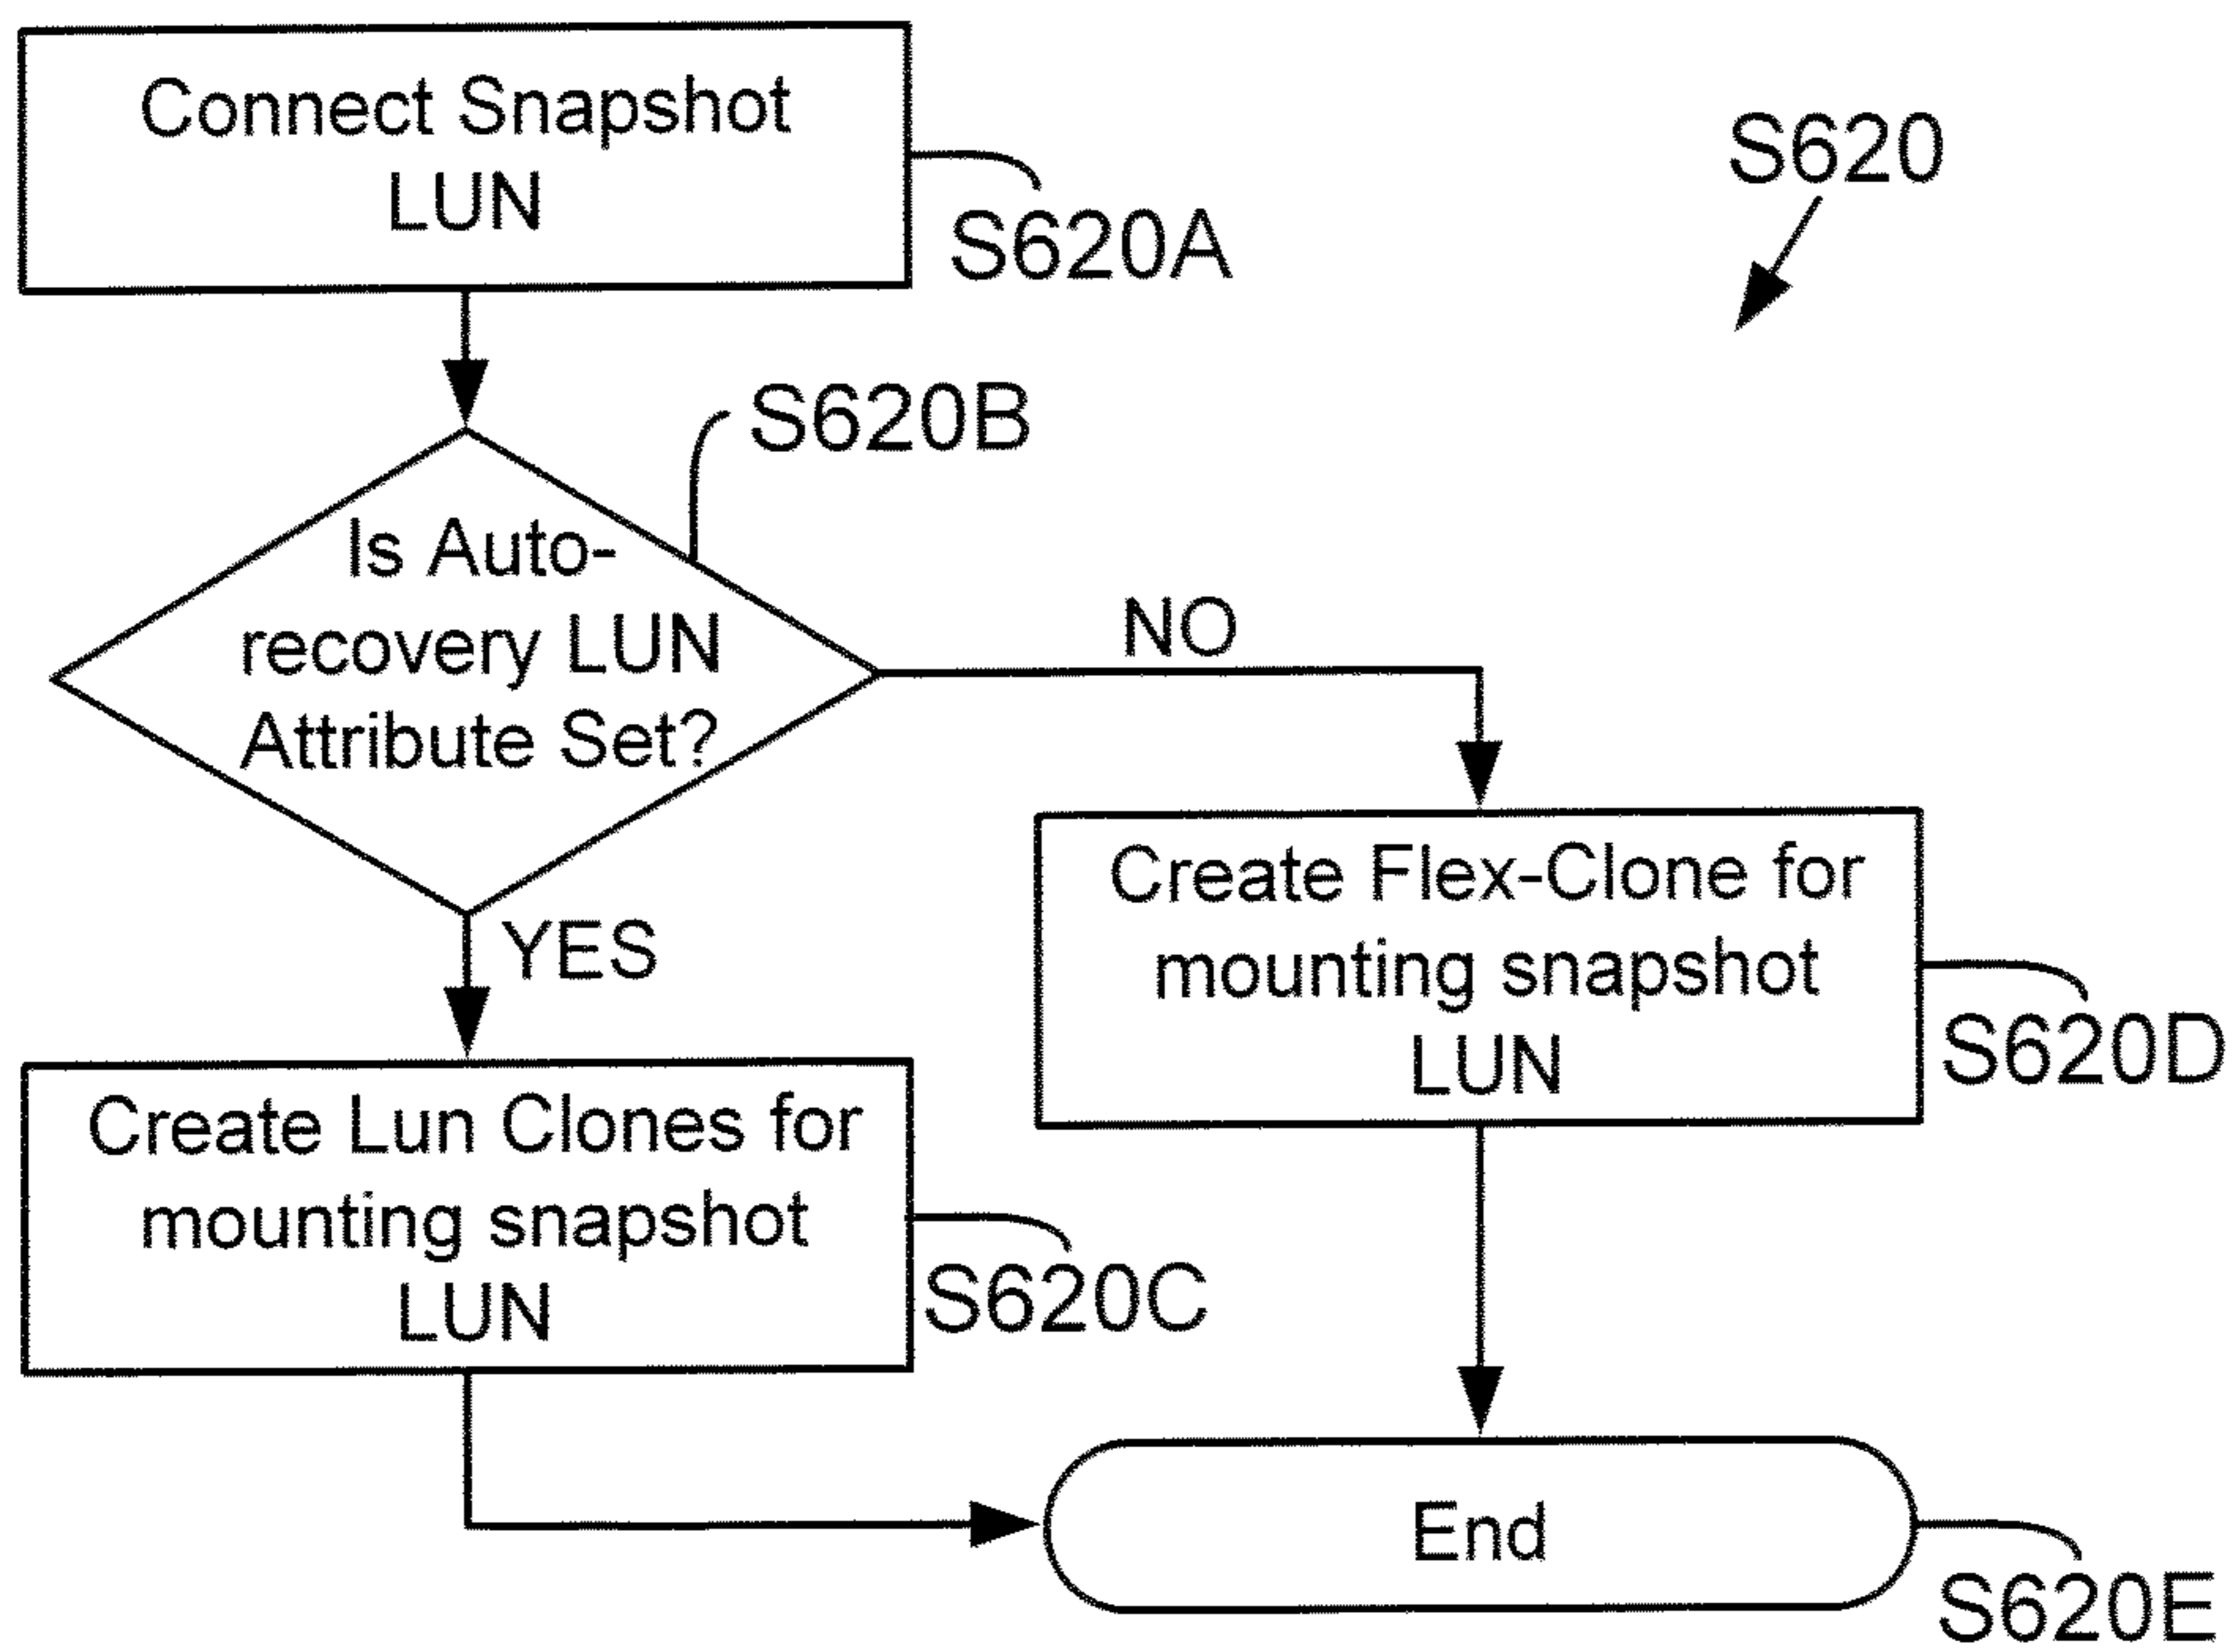 Connect Snapshot
LUN
S620A
S620
S620B
Is Auto-
recovery LUN
Attribute Set?
NO
YES
Create Flex-Clone for
mounting snapshot
LUN
S620D
Create Lun Clones for
mounting snapshot
LUN
S620C
End
S620E